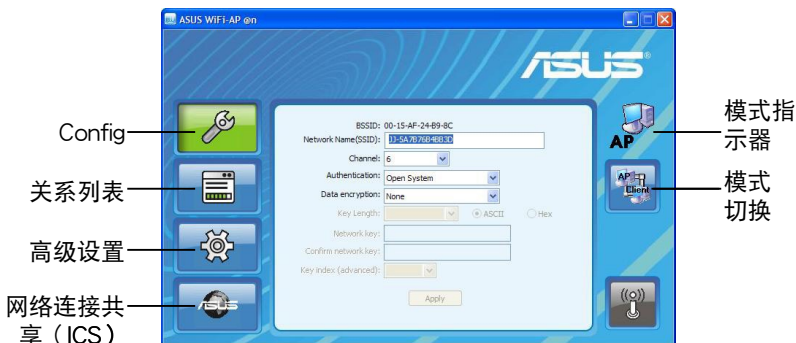 ASUS WiFi-AP @n
ASUS
Config
关系列表
高级设置
网络连接共
享（ICS）
BSSID: 00-15-AF-24-B9-8C
Network Name(SSID): JJ-5A7B76B4BB3D
Channel: 6
Authentication: Open System
Data encryption: None
Key Length: ASCII Hex
Network key:
Confirm network key:
Key index (advanced):
Apply
ASUS
AP
AP
Client
模式指
示器
模式
切换